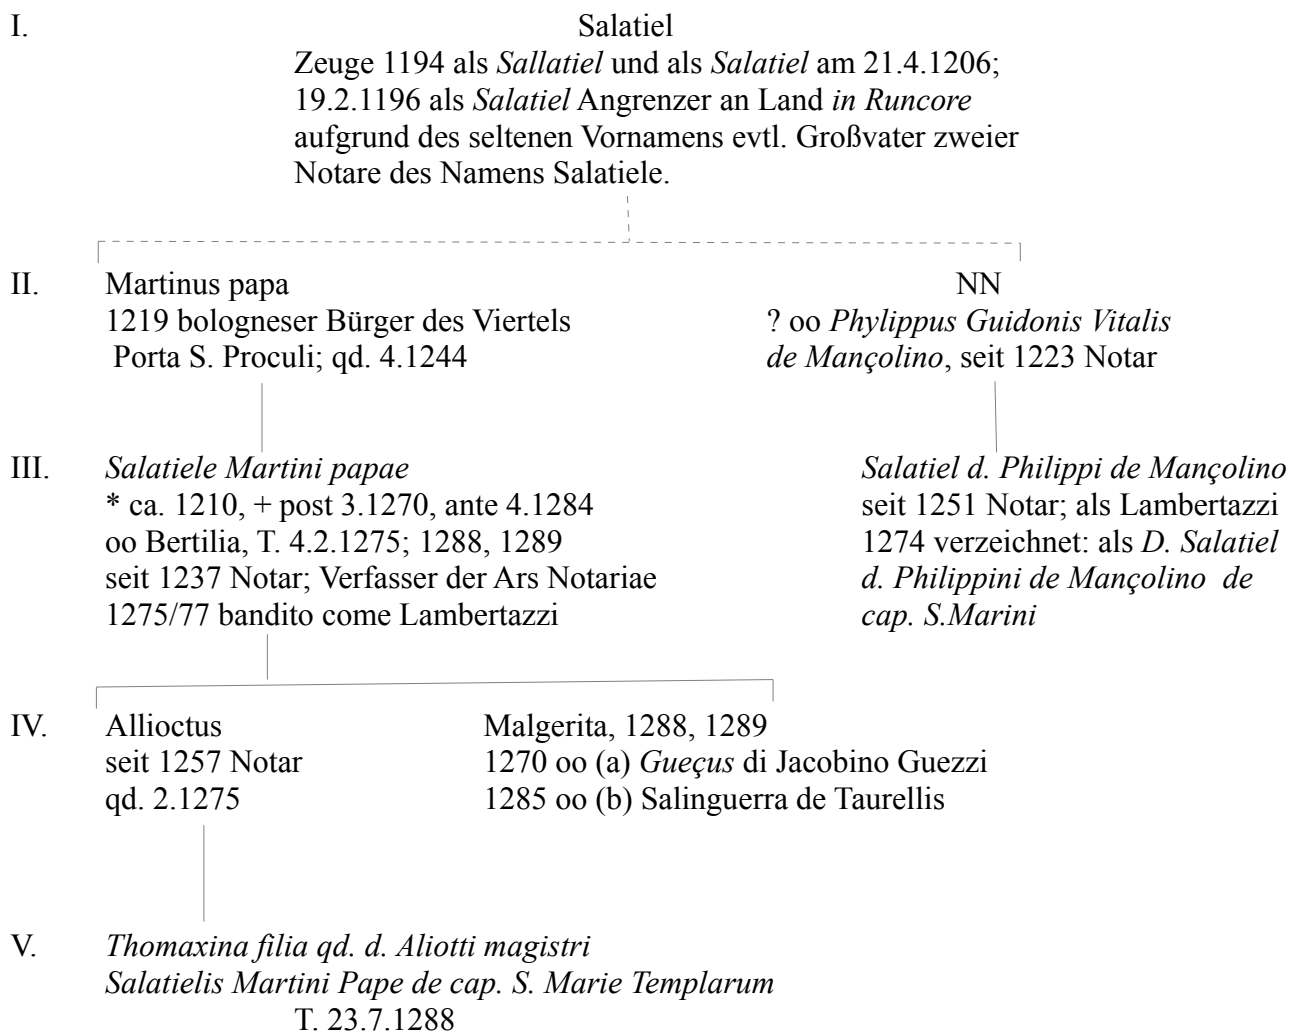 I.
Salatiel
Zeuge 1194 als Sallatiel und als Salatiel am 21.4.1206;
19.2.1196 als Salatiel Angrenzer an Land in Runcore
aufgrund des seltenen Vornamens evtl. Großvater zweier
Notare des Namens Salatiele.
II.
Martinus papa
1219 bologneser Bürger des Viertels
Porta S. Proculi; qd. 4.1244
NN
? oo Phylippus Guidonis Vitalis
de Mançolino, seit 1223 Notar
III.
Salatiele Martini papae
* ca. 1210, + post 3.1270, ante 4.1284
oo Bertilia, T. 4.2.1275; 1288, 1289
seit 1237 Notar; Verfasser der Ars Notariae
1275/77 bandito come Lambertazzi
Salatiel d. Philippi de Mançolino
seit 1251 Notar; als Lambertazzi
1274 verzeichnet: als D. Salatiel
d. Philippini de Mançolino de
cap. S.Marini
IV.
Allioctus
seit 1257 Notar
qd. 2.1275
Malgerita, 1288, 1289
1270 oo (a) Gueçus di Jacobino Guezzi
1285 oo (b) Salinguerra de Taurellis
V.
Thomaxina filia qd. d. Aliotti magistri
Salatielis Martini Pape de cap. S. Marie Templarum
T. 23.7.1288